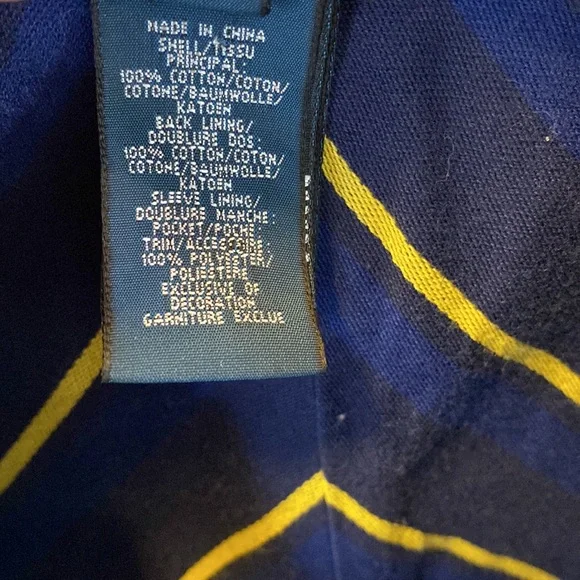 MADE IN CHINA
SHELL/TISSU
PRINCIPAL:
100% COTTON/COTON/
COTONE/BAUMWOLLE/
KATOEN
BACK LINING/
DOUBLURE DOS:
100% COTTON/COTON/
COTONE/BAUMWOLLE/
KATOEN
SLEEVE LINING/
DOUBLURE MANCHE:
POCKET/POCHE
TRIM/ACCESSOIRE:
100% POLYESTER/
POLIESTERE
EXCLUSIVE OF
DECORATION
GARNITURE EXCLUE